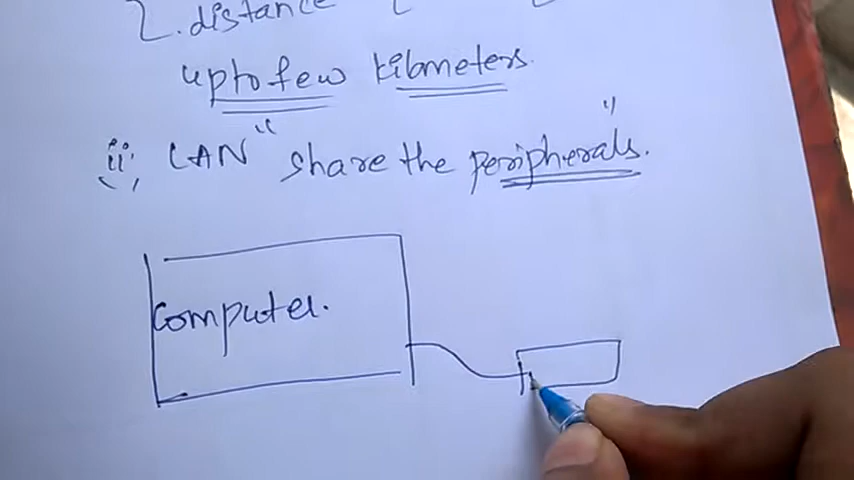 2. distance
upto few kilometers.
ii, LAN "share the peripherals."
computer.